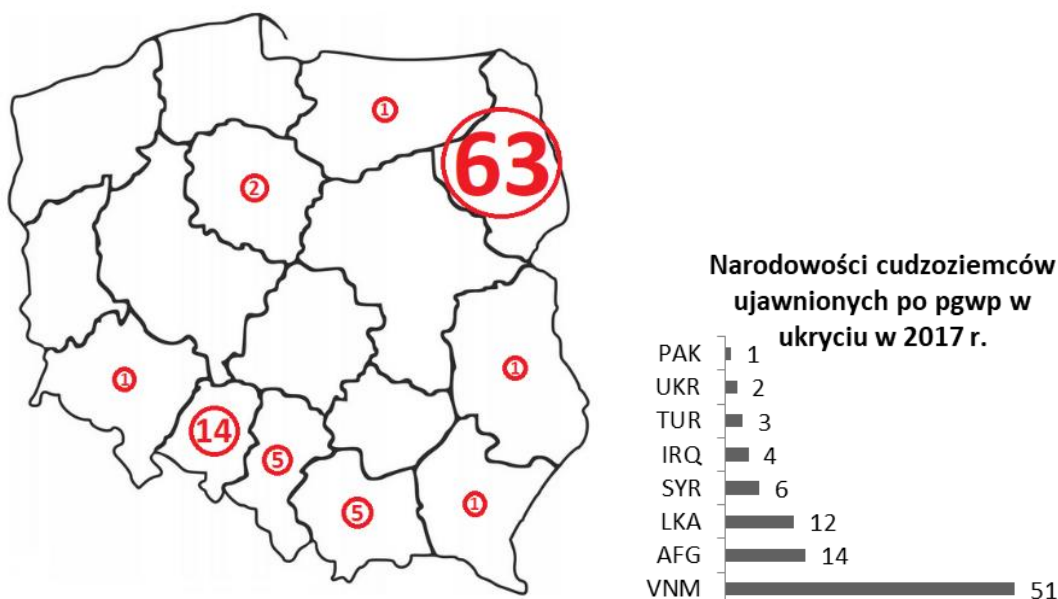 1
63
2
1
1
14
5
5
1
Narodowości cudzoziemców
ujawnionych po pgwp w
ukryciu w 2017 r.
PAK 1
UKR 2
TUR 3
IRQ 4
SYR 6
LKA 12
AFG 14
VNM 51